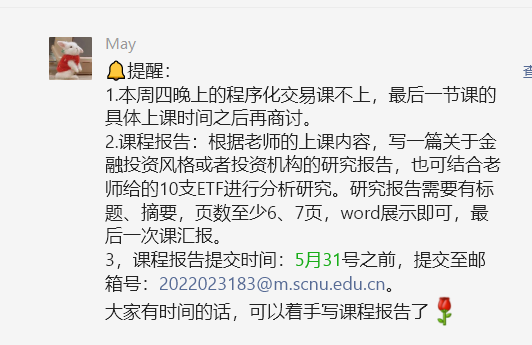 May
🔔提醒：
1.本周四晚上的程序化交易课不上，最后一节课的
具体上课时间之后再商讨。
2.课程报告：根据老师的上课内容，写一篇关于金
融投资风格或者投资机构的研究报告，也可结合老
师给的10支ETF进行分析研究。研究报告需要有标
题、摘要，页数至少6、7页，word展示即可，最
后一次课汇报。
3，课程报告提交时间：5月31号之前，提交至邮
箱号：2022023183@m.scnu.edu.cn。
大家有时间的话，可以着手写课程报告了🌹